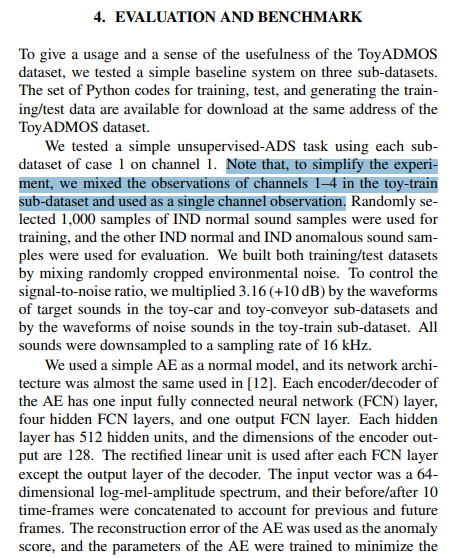 4. EVALUATION AND BENCHMARK
To give a usage and a sense of the usefulness of the ToyADMOS
dataset, we tested a simple baseline system on three sub-datasets.
The set of Python codes for training, test, and generating the train-
ing/test data are available for download at the same address of the
ToyADMOS dataset.
We tested a simple unsupervised-ADS task using each sub-
dataset of case 1 on channel 1. Note that, to simplify the experi-
ment, we mixed the observations of channels 1–4 in the toy-train
sub-dataset and used as a single channel observation. Randomly se-
lected 1,000 samples of IND normal sound samples were used for
training, and the other IND normal and IND anomalous sound sam-
ples were used for evaluation. We built both training/test datasets
by mixing randomly cropped environmental noise. To control the
signal-to-noise ratio, we multiplied 3.16 (+10 dB) by the waveforms
of target sounds in the toy-car and toy-conveyor sub-datasets and
by the waveforms of noise sounds in the toy-train sub-dataset. All
sounds were downsampled to a sampling rate of 16 kHz.
We used a simple AE as a normal model, and its network archi-
tecture was almost the same used in [12]. Each encoder/decoder of
the AE has one input fully connected neural network (FCN) layer,
four hidden FCN layers, and one output FCN layer. Each hidden
layer has 512 hidden units, and the dimensions of the encoder out-
put are 128. The rectified linear unit is used after each FCN layer
except the output layer of the decoder. The input vector was a 64-
dimensional log-mel-amplitude spectrum, and their before/after 10
time-frames were concatenated to account for previous and future
frames. The reconstruction error of the AE was used as the anomaly
score, and the parameters of the AE were trained to minimize the